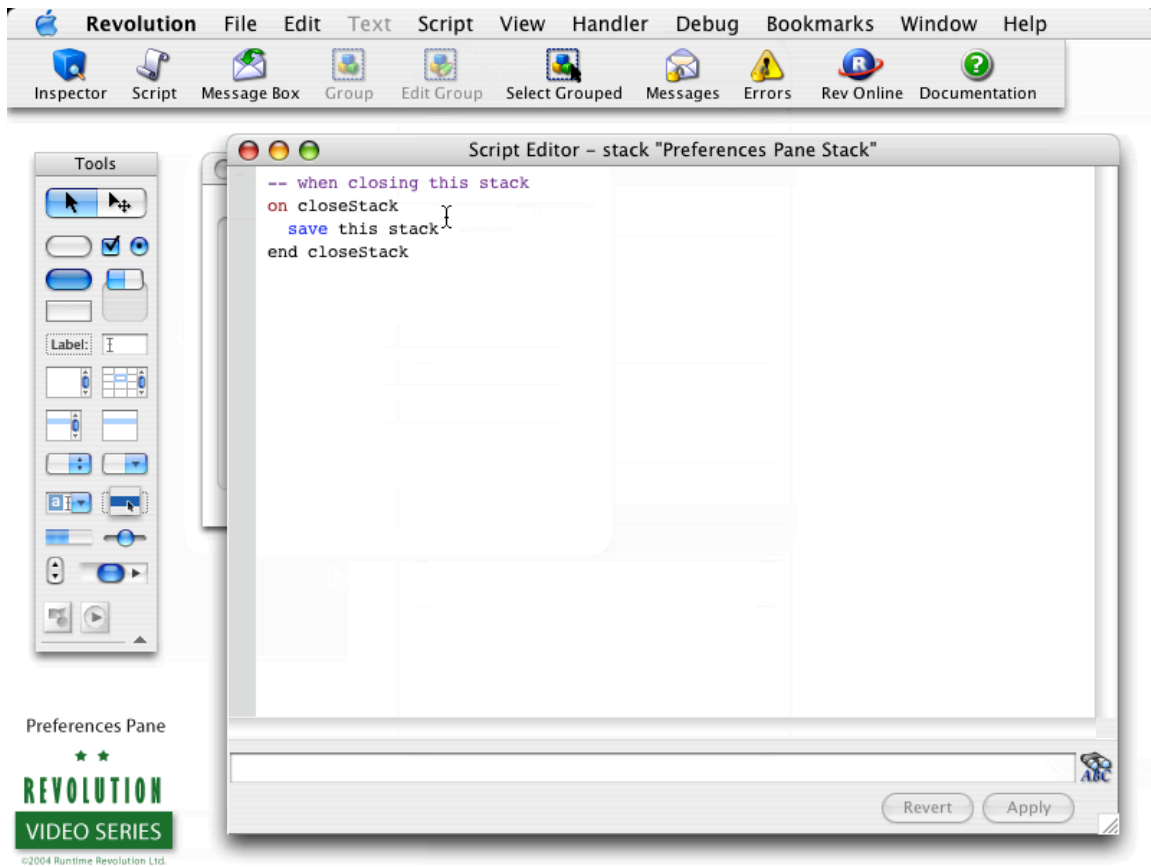 Revolution File Edit Text Script View Handler Debug Bookmarks Window Help
Inspector Script Message Box Group Edit Group Select Grouped Messages Errors Rev Online Documentation
Tools
Label:
a
Script Editor – stack "Preferences Pane Stack"
-- when closing this stack
on closeStack
  save this stack
end closeStack
ABC
Revert Apply
Preferences Pane
REVOLUTION
VIDEO SERIES
©2004 Runtime Revolution Ltd.